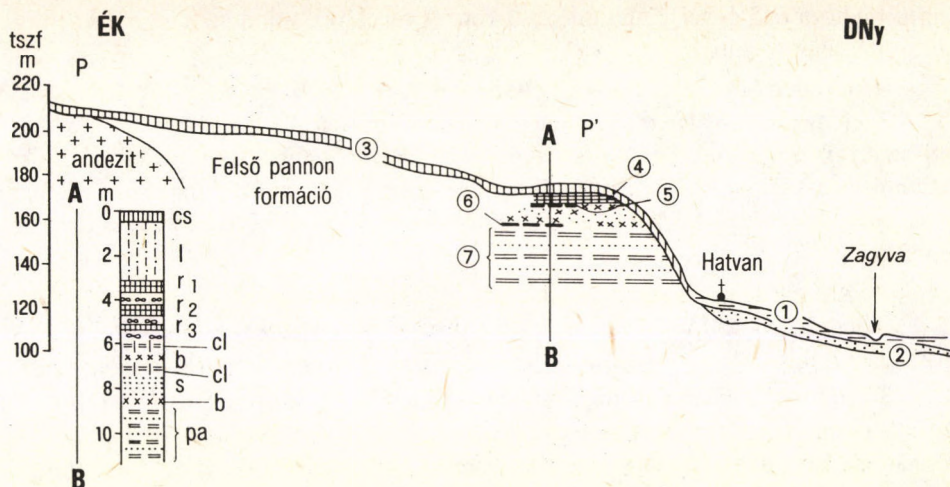 ÉK
DNy
tszf
m
P
220
200
180
160
140
120
100
andezit
Felső pannon
formáció
③
A
P'
④
⑤
⑥
⑦
B
Hatvan
Zagyva
①
②
A
m
0
2
4
6
8
10
cs
l
r1
r2
r3
cl
b
cl
s
b
pa
B